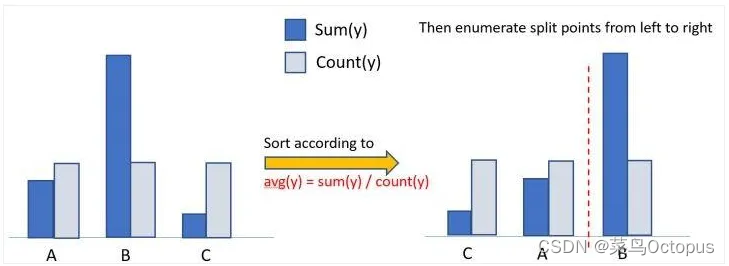 Sum(y)
Count(y)
Then enumerate split points from left to right
Sort according to
avg(y) = sum(y) / count(y)
A B C
C A B
CSDN @菜鸟Octopus